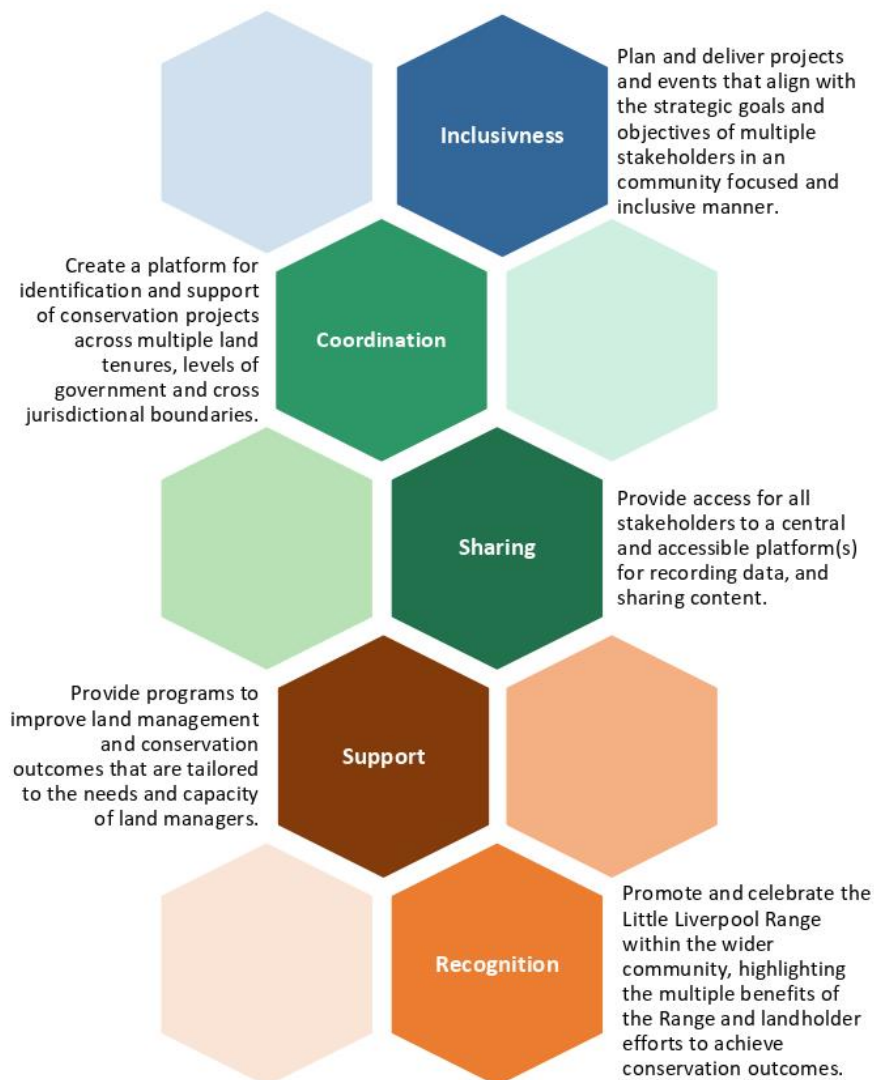 Inclusivness
Plan and deliver projects
and events that align with
the strategic goals and
objectives of multiple
stakeholders in an
community focused and
inclusive manner.
Create a platform for
identification and support
of conservation projects
across multiple land
tenures, levels of
government and cross
jurisdictional boundaries.
Coordination
Sharing
Provide access for all
stakeholders to a central
and accessible platform(s)
for recording data, and
sharing content.
Provide programs to
improve land management
and conservation
outcomes that are tailored
to the needs and capacity
of land managers.
Support
Recognition
Promote and celebrate the
Little Liverpool Range
within the wider
community, highlighting
the multiple benefits of
the Range and landholder
efforts to achieve
conservation outcomes.